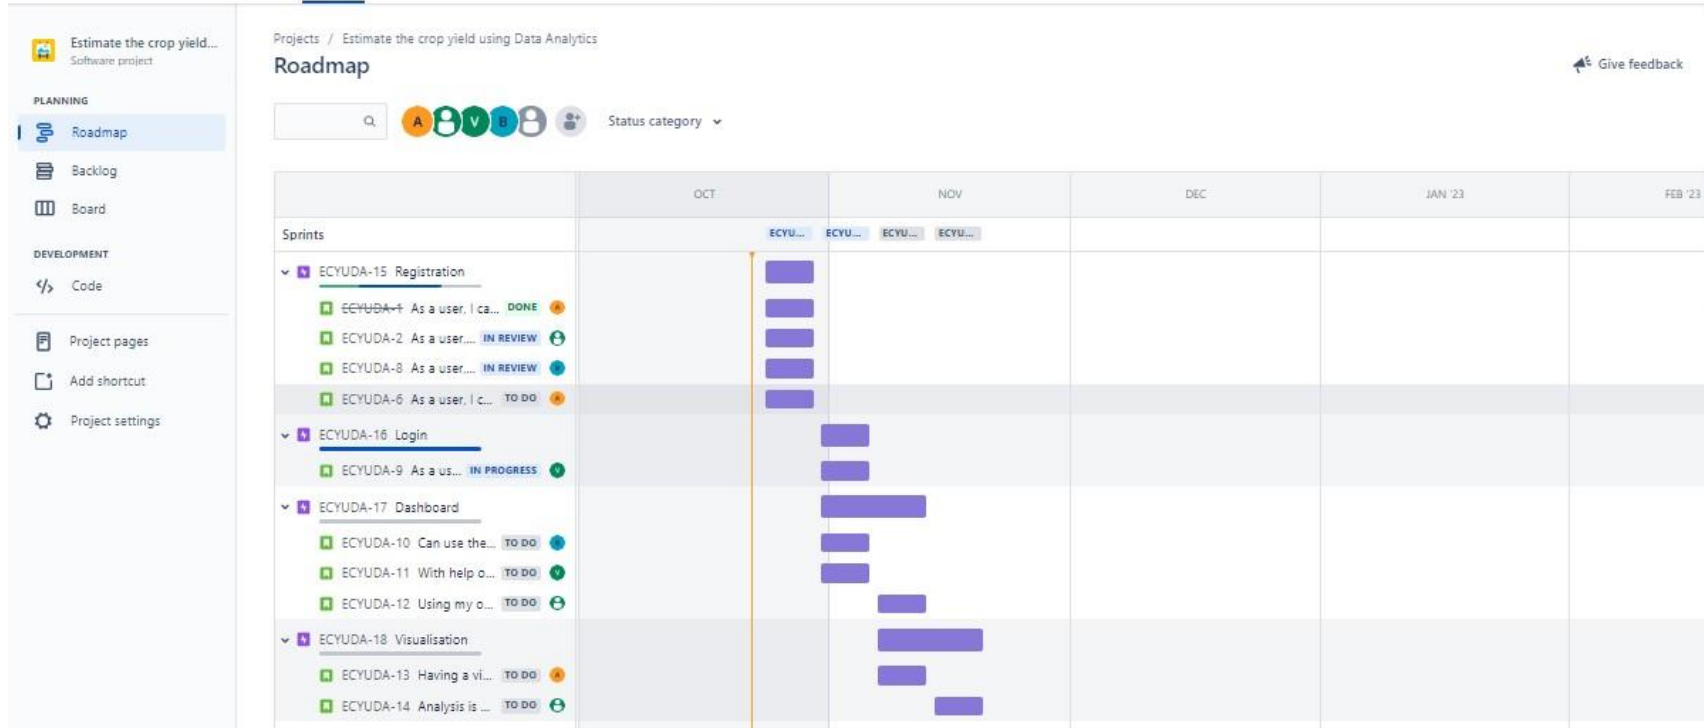 Estimate the crop yield...
Software project
PLANNING
Roadmap
Backlog
Board
DEVELOPMENT
Code
Project pages
Add shortcut
Project settings
Projects / Estimate the crop yield using Data Analytics
Roadmap
Give feedback
A V B Status category
OCT NOV DEC JAN '23 FEB '23
Sprints ECYU... ECYU... ECYU... ECYU...
ECYUDA-15 Registration
ECYUDA-1 As a user, I ca... DONE A
ECYUDA-2 As a user,... IN REVIEW
ECYUDA-8 As a user,... IN REVIEW
ECYUDA-6 As a user, I c... TO DO A
ECYUDA-16 Login
ECYUDA-9 As a us... IN PROGRESS V
ECYUDA-17 Dashboard
ECYUDA-10 Can use the... TO DO
ECYUDA-11 With help o... TO DO V
ECYUDA-12 Using my o... TO DO
ECYUDA-18 Visualisation
ECYUDA-13 Having a vi... TO DO A
ECYUDA-14 Analysis is ... TO DO